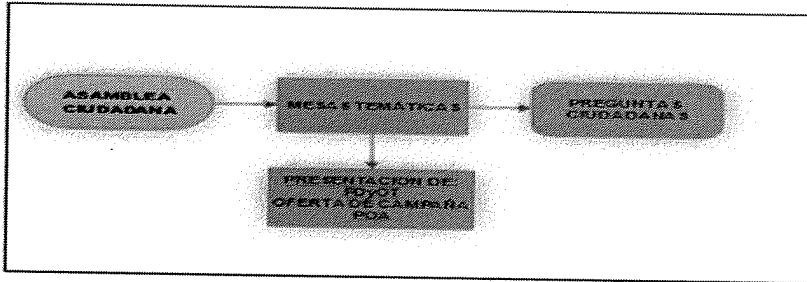 ASAMBLEA
CIUDADANA
MESAS TEMÁTICAS
PREGUNTAS
CIUDADANAS
PRESENTACION DE:
PDYOT
OFERTA DE CAMPAÑA
POA